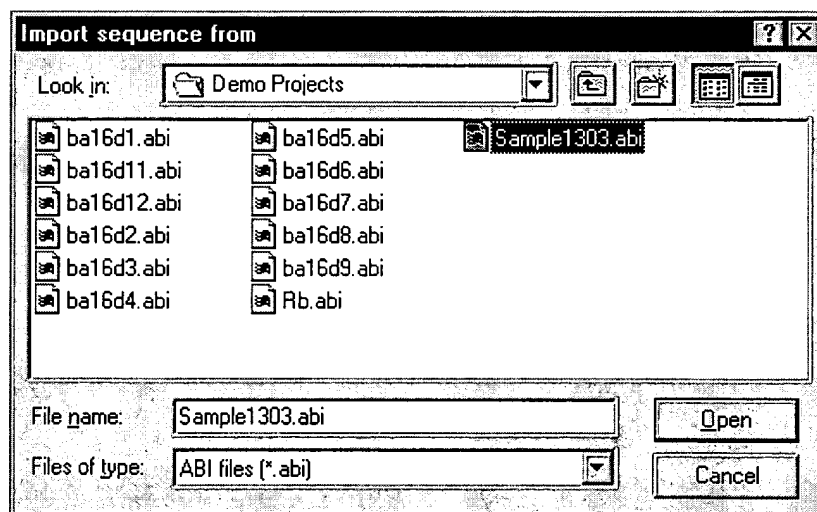 Import sequence from
Look in: Demo Projects
ba16d1.abi ba16d5.abi Sample1303.abi
ba16d11.abi ba16d6.abi
ba16d12.abi ba16d7.abi
ba16d2.abi ba16d8.abi
ba16d3.abi ba16d9.abi
ba16d4.abi Rb.abi
File name: Sample1303.abi Open
Files of type: ABI files (*.abi) Cancel